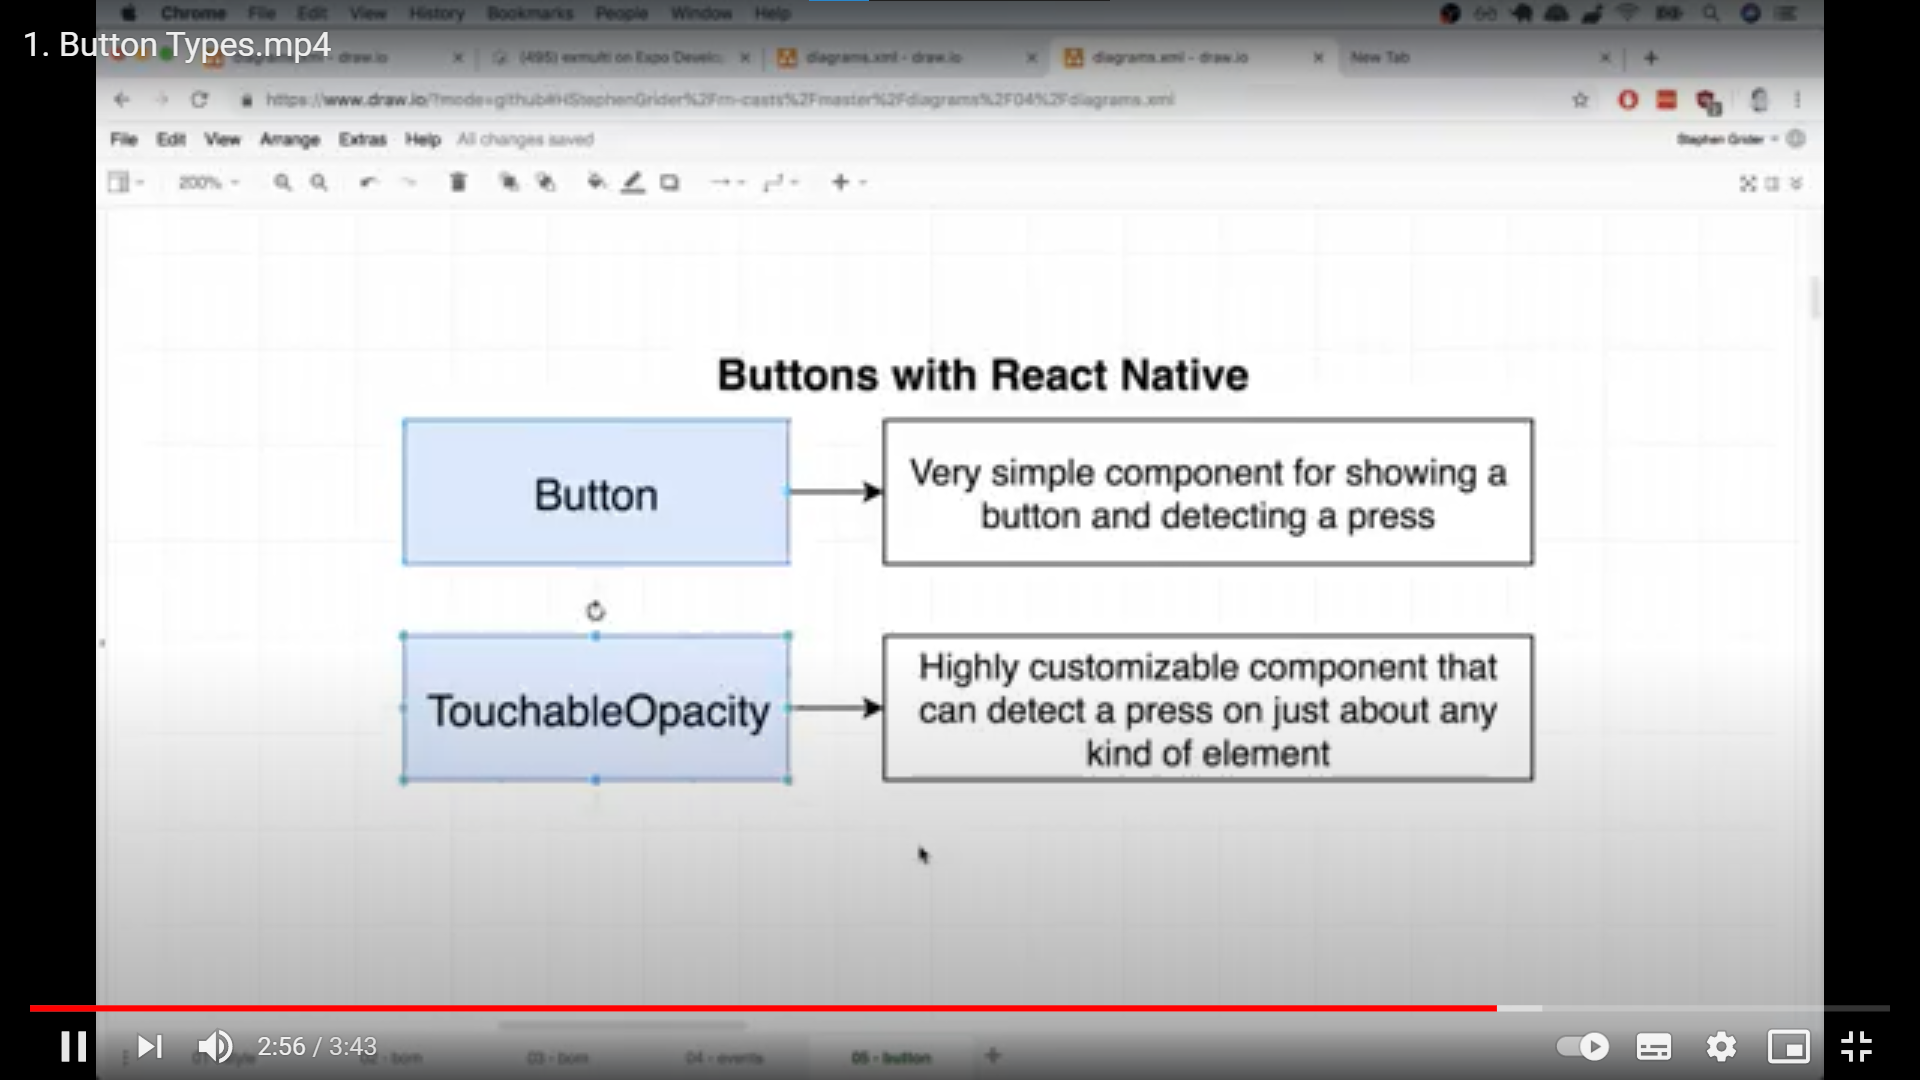 Chrome File Edit View History Bookmarks People Window Help
1. Button Types.mp4
draw.io
(495) exmulti on Expo Develo
diagrams.xml - draw.io
diagrams.xml - draw.io
New Tab
https://www.draw.io/?mode=github#HStephenGrider%2Frn-casts%2Fmaster%2Fdiagrams%2F04%2Fdiagrams.xml
File Edit View Arrange Extras Help All changes saved
Stephen Grider
200%
Buttons with React Native
Button
Very simple component for showing a
button and detecting a press
TouchableOpacity
Highly customizable component that
can detect a press on just about any
kind of element
2:56 / 3:43
03 - bom
04 - events
05 - button